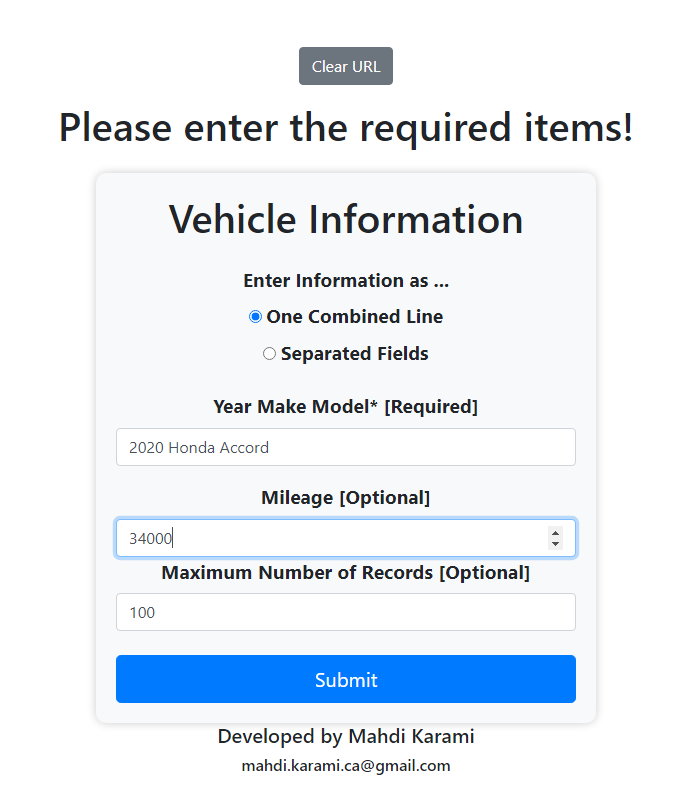 Clear URL
Please enter the required items!
Vehicle Information
Enter Information as ...
One Combined Line
Separated Fields
Year Make Model* [Required]
2020 Honda Accord
Mileage [Optional]
34000
Maximum Number of Records [Optional]
100
Submit
Developed by Mahdi Karami
mahdi.karami.ca@gmail.com